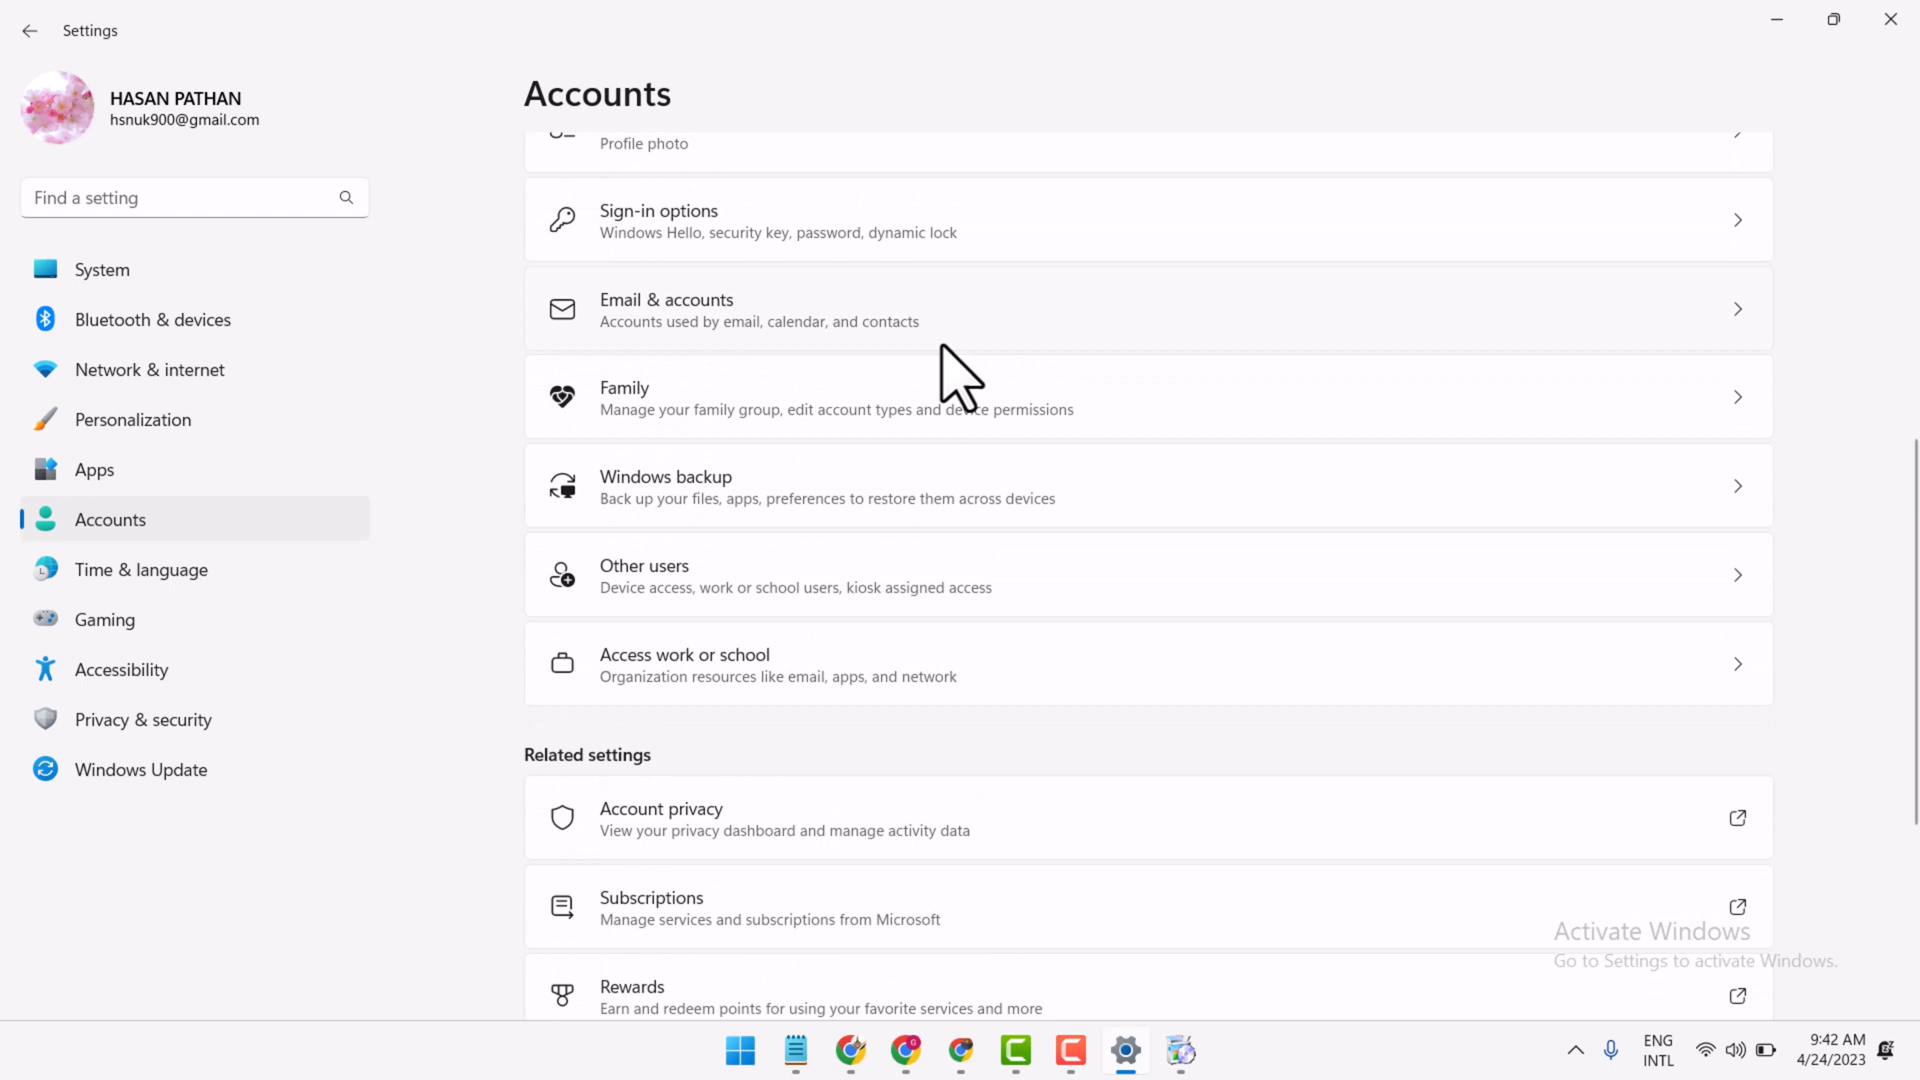 Settings
HASAN PATHAN
hsnuk900@gmail.com
Find a setting
System
Bluetooth & devices
Network & internet
Personalization
Apps
Accounts
Time & language
Gaming
Accessibility
Privacy & security
Windows Update
Accounts
Profile photo
Sign-in options
Windows Hello, security key, password, dynamic lock
Email & accounts
Accounts used by email, calendar, and contacts
Family
Manage your family group, edit account types and device permissions
Windows backup
Back up your files, apps, preferences to restore them across devices
Other users
Device access, work or school users, kiosk assigned access
Access work or school
Organization resources like email, apps, and network
Related settings
Account privacy
View your privacy dashboard and manage activity data
Subscriptions
Manage services and subscriptions from Microsoft
Rewards
Earn and redeem points for using your favorite services and more
Activate Windows
Go to Settings to activate Windows.
ENG
INTL
9:42 AM
4/24/2023